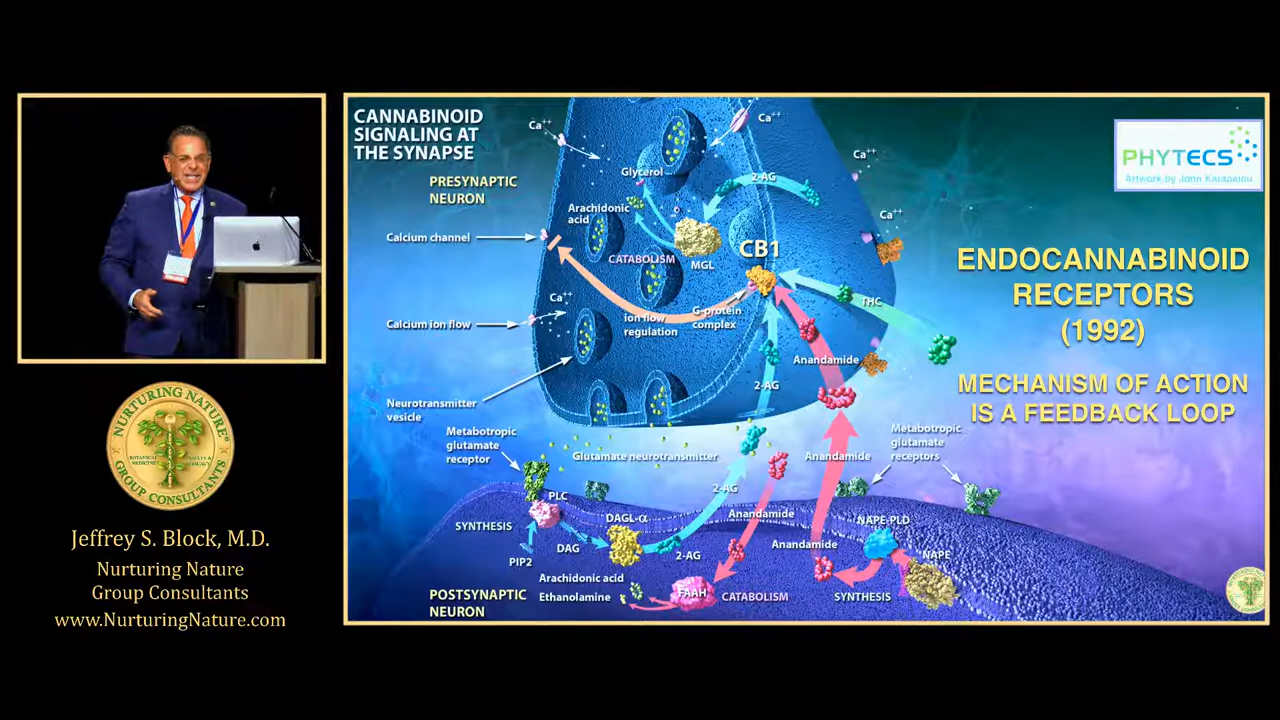 CANNABINOID
SIGNALING AT
THE SYNAPSE
PRESYNAPTIC
NEURON
Ca++
Ca++
Ca++
Ca++
Glycerol
2-AG
Arachidonic
acid
Calcium channel
CATABOLISM
MGL
CB1
Ca++
Calcium ion flow
ion flow
regulation
G-protein
complex
THC
Anandamide
2-AG
Neurotransmitter
vesicle
Metabotropic
glutamate
receptor
Glutamate neurotransmitter
Anandamide
Metabotropic
glutamate
receptors
2-AG
PLC
SYNTHESIS
DAGL-α
Anandamide
NAPE-PLD
DAG
2-AG
Anandamide
NAPE
PIP2
Arachidonic acid
Ethanolamine
FAAH
CATABOLISM
SYNTHESIS
POSTSYNAPTIC
NEURON
PHYTECS
Artwork by Jann Karapelou
ENDOCANNABINOID
RECEPTORS
(1992)
MECHANISM OF ACTION
IS A FEEDBACK LOOP
NURTURING NATURE®
BOTANICAL
MEDICINE
SAFETY &
EFFICACY
GROUP CONSULTANTS
Jeffrey S. Block, M.D.
Nurturing Nature
Group Consultants
www.NurturingNature.com